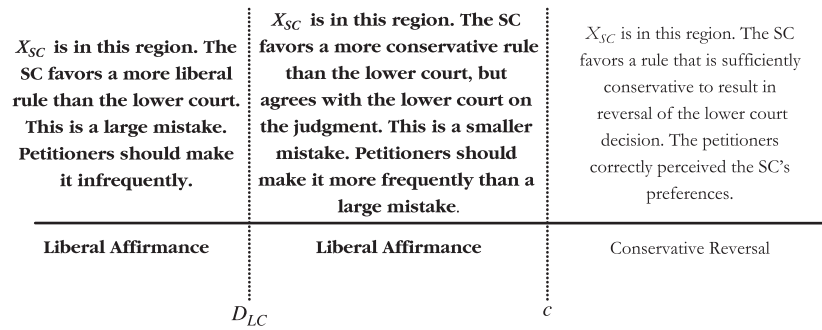 X_SC is in this region. The
SC favors a more liberal
rule than the lower court.
This is a large mistake.
Petitioners should make
it infrequently.
X_SC is in this region. The SC
favors a more conservative rule
than the lower court, but
agrees with the lower court on
the judgment. This is a smaller
mistake. Petitioners should
make it more frequently than a
large mistake.
X_SC is in this region. The SC
favors a rule that is sufficiently
conservative to result in
reversal of the lower court
decision. The petitioners
correctly perceived the SC's
preferences.
Liberal Affirmance
Liberal Affirmance
Conservative Reversal
D_LC
c